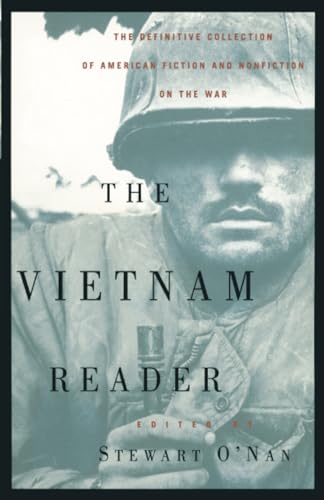 THE DEFINITIVE COLLECTION
OF AMERICAN FICTION AND NONFICTION
ON THE WAR
THE
VIETNAM
READER
EDITED BY
STEWART O'NAN